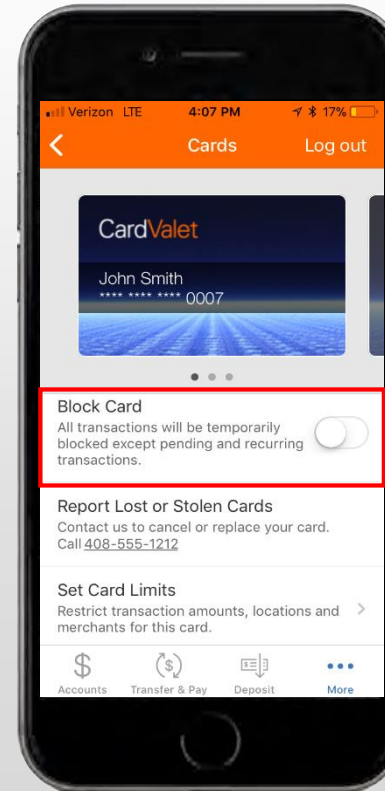 Verizon LTE 4:07 PM 17%
Cards Log out
CardValet
John Smith
**** **** **** 0007
Block Card
All transactions will be temporarily
blocked except pending and recurring
transactions.
Report Lost or Stolen Cards
Contact us to cancel or replace your card.
Call 408-555-1212
Set Card Limits
Restrict transaction amounts, locations and
merchants for this card.
Accounts Transfer & Pay Deposit More